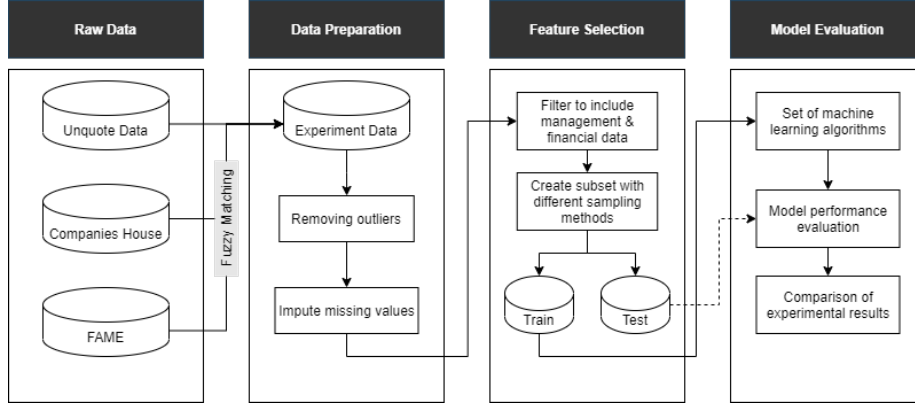 Raw Data
Data Preparation
Feature Selection
Model Evaluation
Unquote Data
Companies House
FAME
Fuzzy Matching
Experiment Data
Removing outliers
Impute missing values
Filter to include
management &
financial data
Create subset with
different sampling
methods
Train
Test
Set of machine
learning algorithms
Model performance
evaluation
Comparison of
experimental results